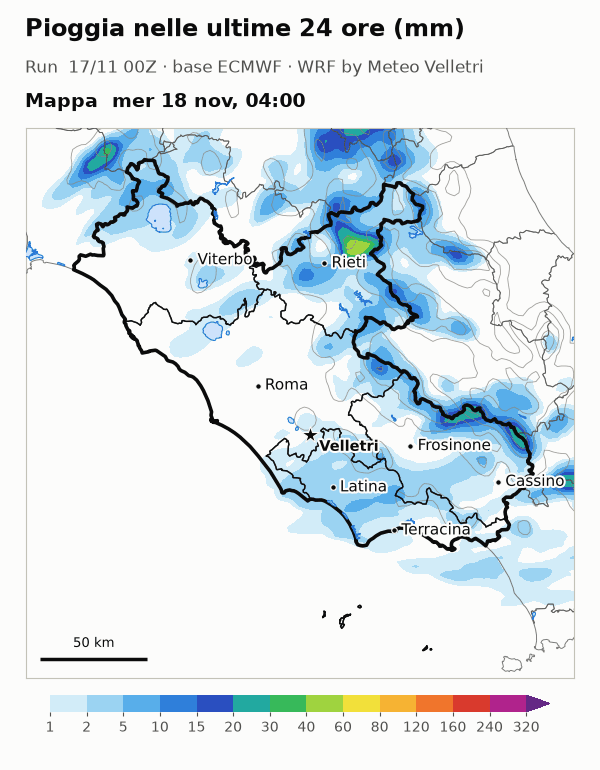 Pioggia nelle ultime 24 ore (mm)
Run  17/11 00Z · base ECMWF · WRF by Meteo Velletri
Mappa  mer 18 nov, 04:00
Viterbo
Rieti
Roma
Velletri
Frosinone
Cassino
Latina
Terracina
50 km
1 2 5 10 15 20 30 40 60 80 120 160 240 320